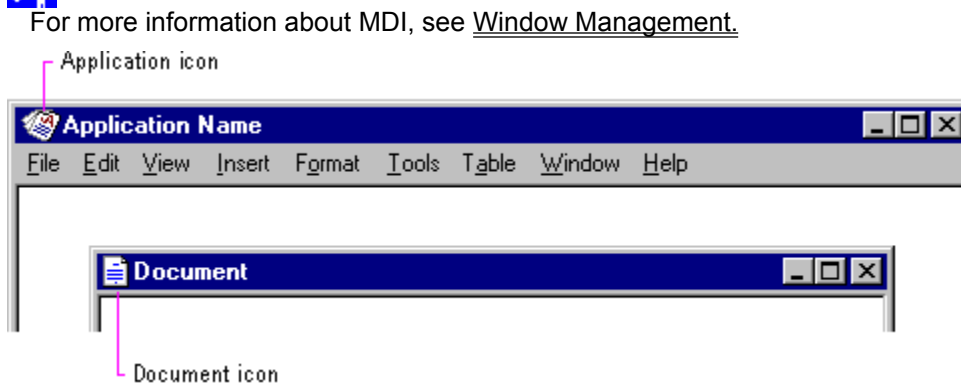 For more information about MDI, see Window Management.
Application icon
Application Name
File Edit View Insert Format Tools Table Window Help
Document
Document icon